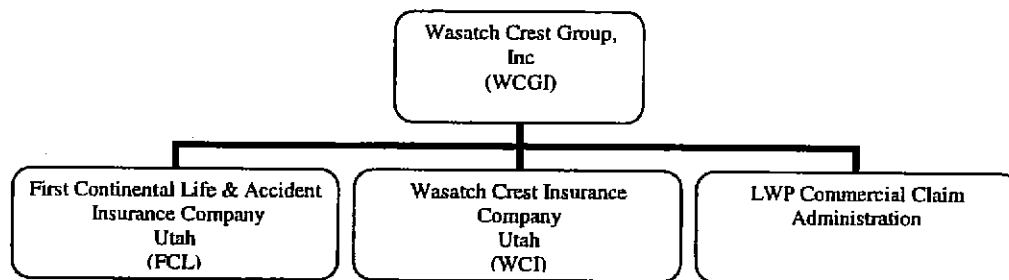 Wasatch Crest Group,
Inc
(WCGI)
First Continental Life & Accident
Insurance Company
Utah
(FCL)
Wasatch Crest Insurance
Company
Utah
(WCI)
LWP Commercial Claim
Administration